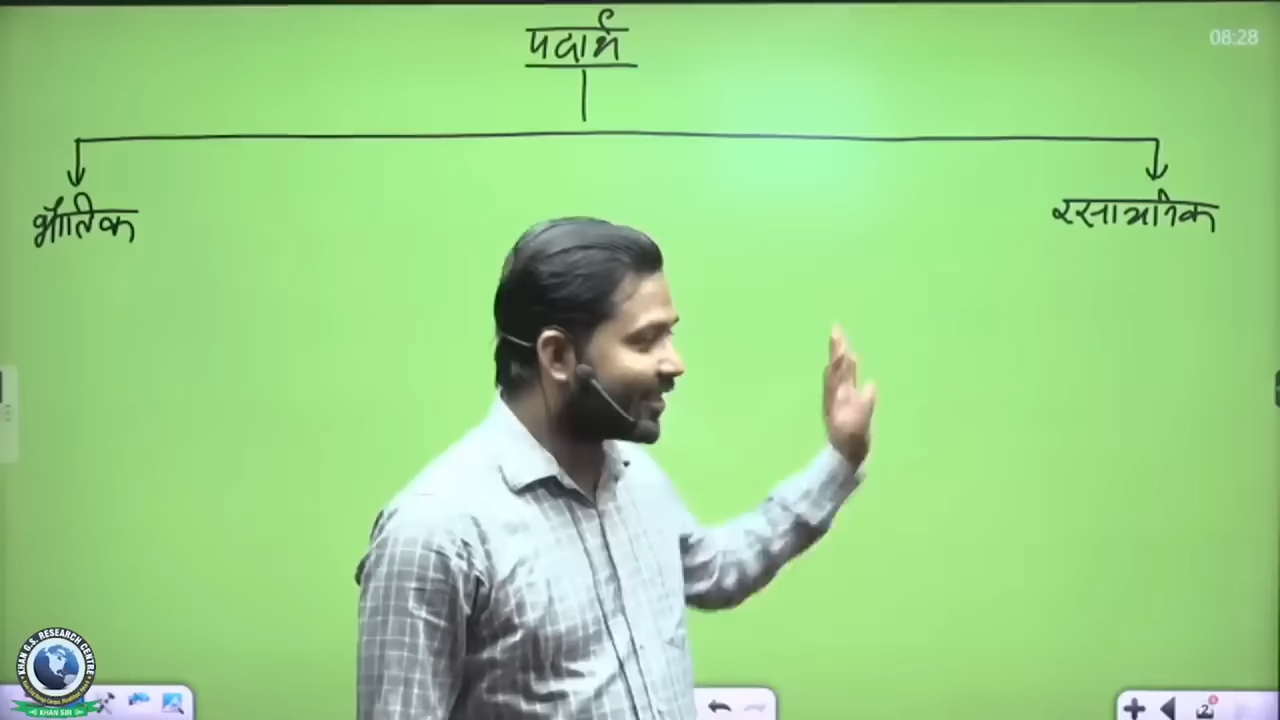 पदार्थ
08:28
भौतिक
रसायनिक
KHAN G.S. RESEARCH CENTRE
KHAN SIR